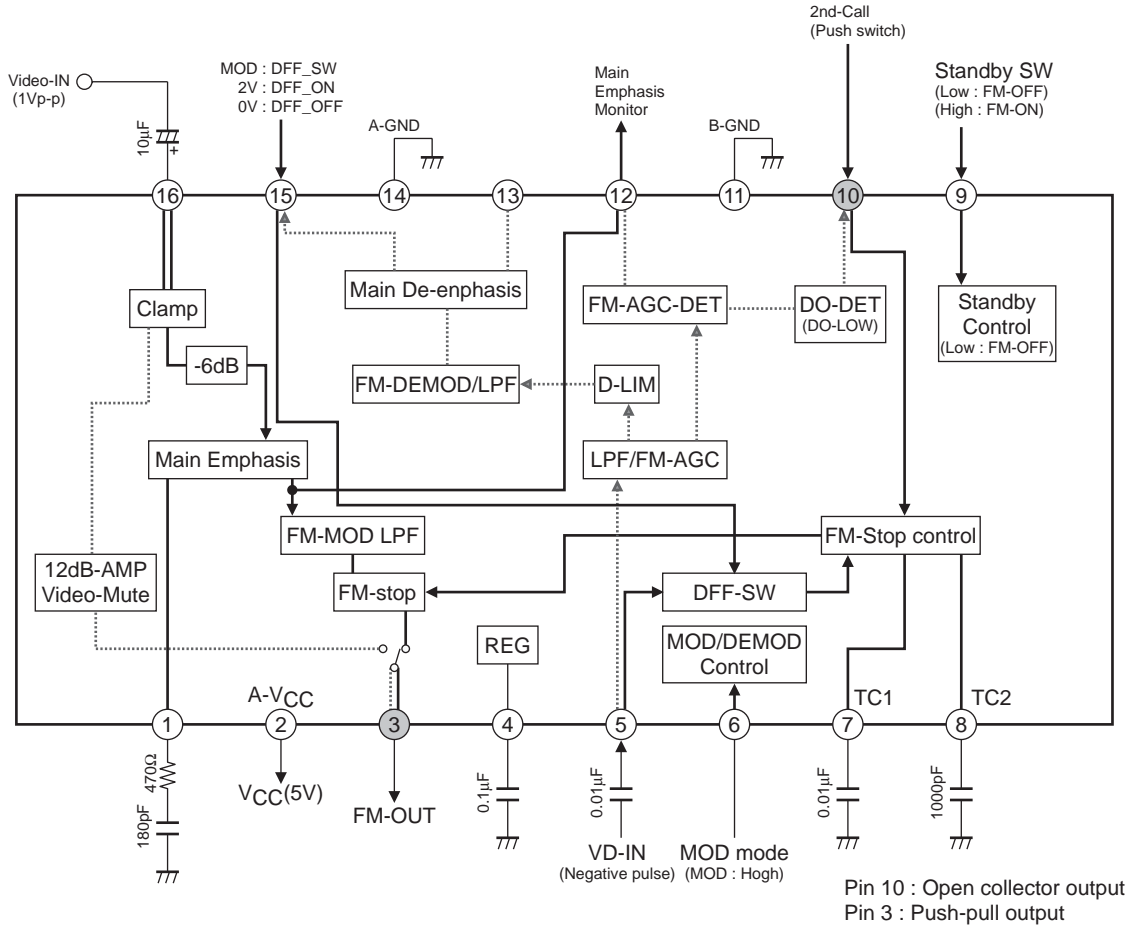 2nd-Call
(Push switch)
Video-IN
(1Vp-p)
MOD : DFF_SW
2V : DFF_ON
0V : DFF_OFF
Main
Emphasis
Monitor
Standby SW
(Low : FM-OFF)
(High : FM-ON)
10µF
+
A-GND
B-GND
16
15
14
13
12
11
10
9
Clamp
Main De-enphasis
FM-AGC-DET
DO-DET
(DO-LOW)
Standby
Control
(Low : FM-OFF)
-6dB
FM-DEMOD/LPF
D-LIM
Main Emphasis
LPF/FM-AGC
FM-MOD LPF
FM-Stop control
12dB-AMP
Video-Mute
FM-stop
DFF-SW
REG
MOD/DEMOD
Control
A-VCC
TC1
TC2
1
2
3
4
5
6
7
8
470Ω
180pF
VCC(5V)
FM-OUT
0.1µF
0.01µF
0.01µF
1000pF
VD-IN
(Negative pulse)
MOD mode
(MOD : Hogh)
Pin 10 : Open collector output
Pin 3 : Push-pull output